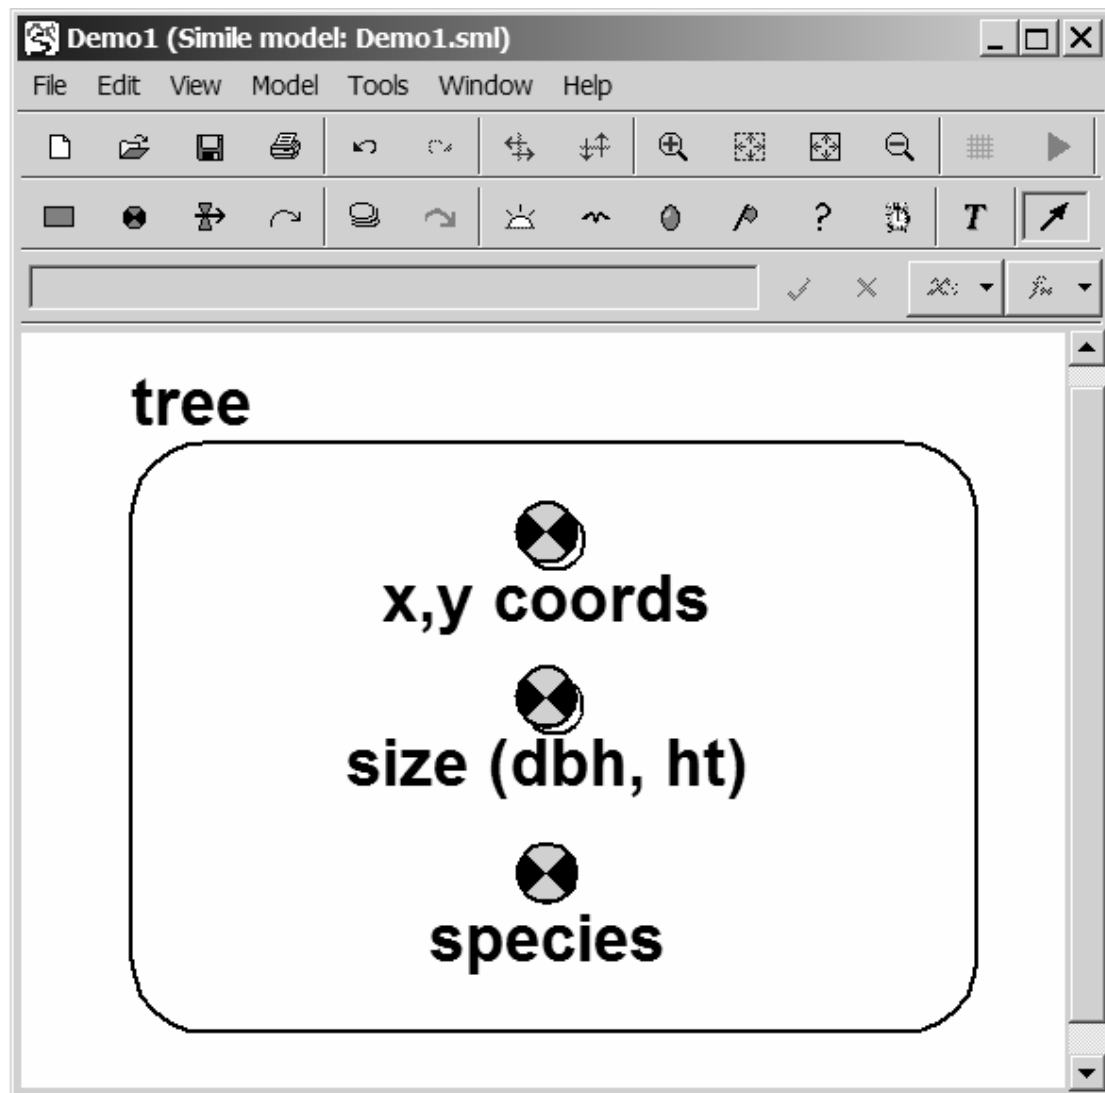 Demo1 (Simile model: Demo1.sml)
File Edit View Model Tools Window Help
? T
tree
x,y coords
size (dbh, ht)
species